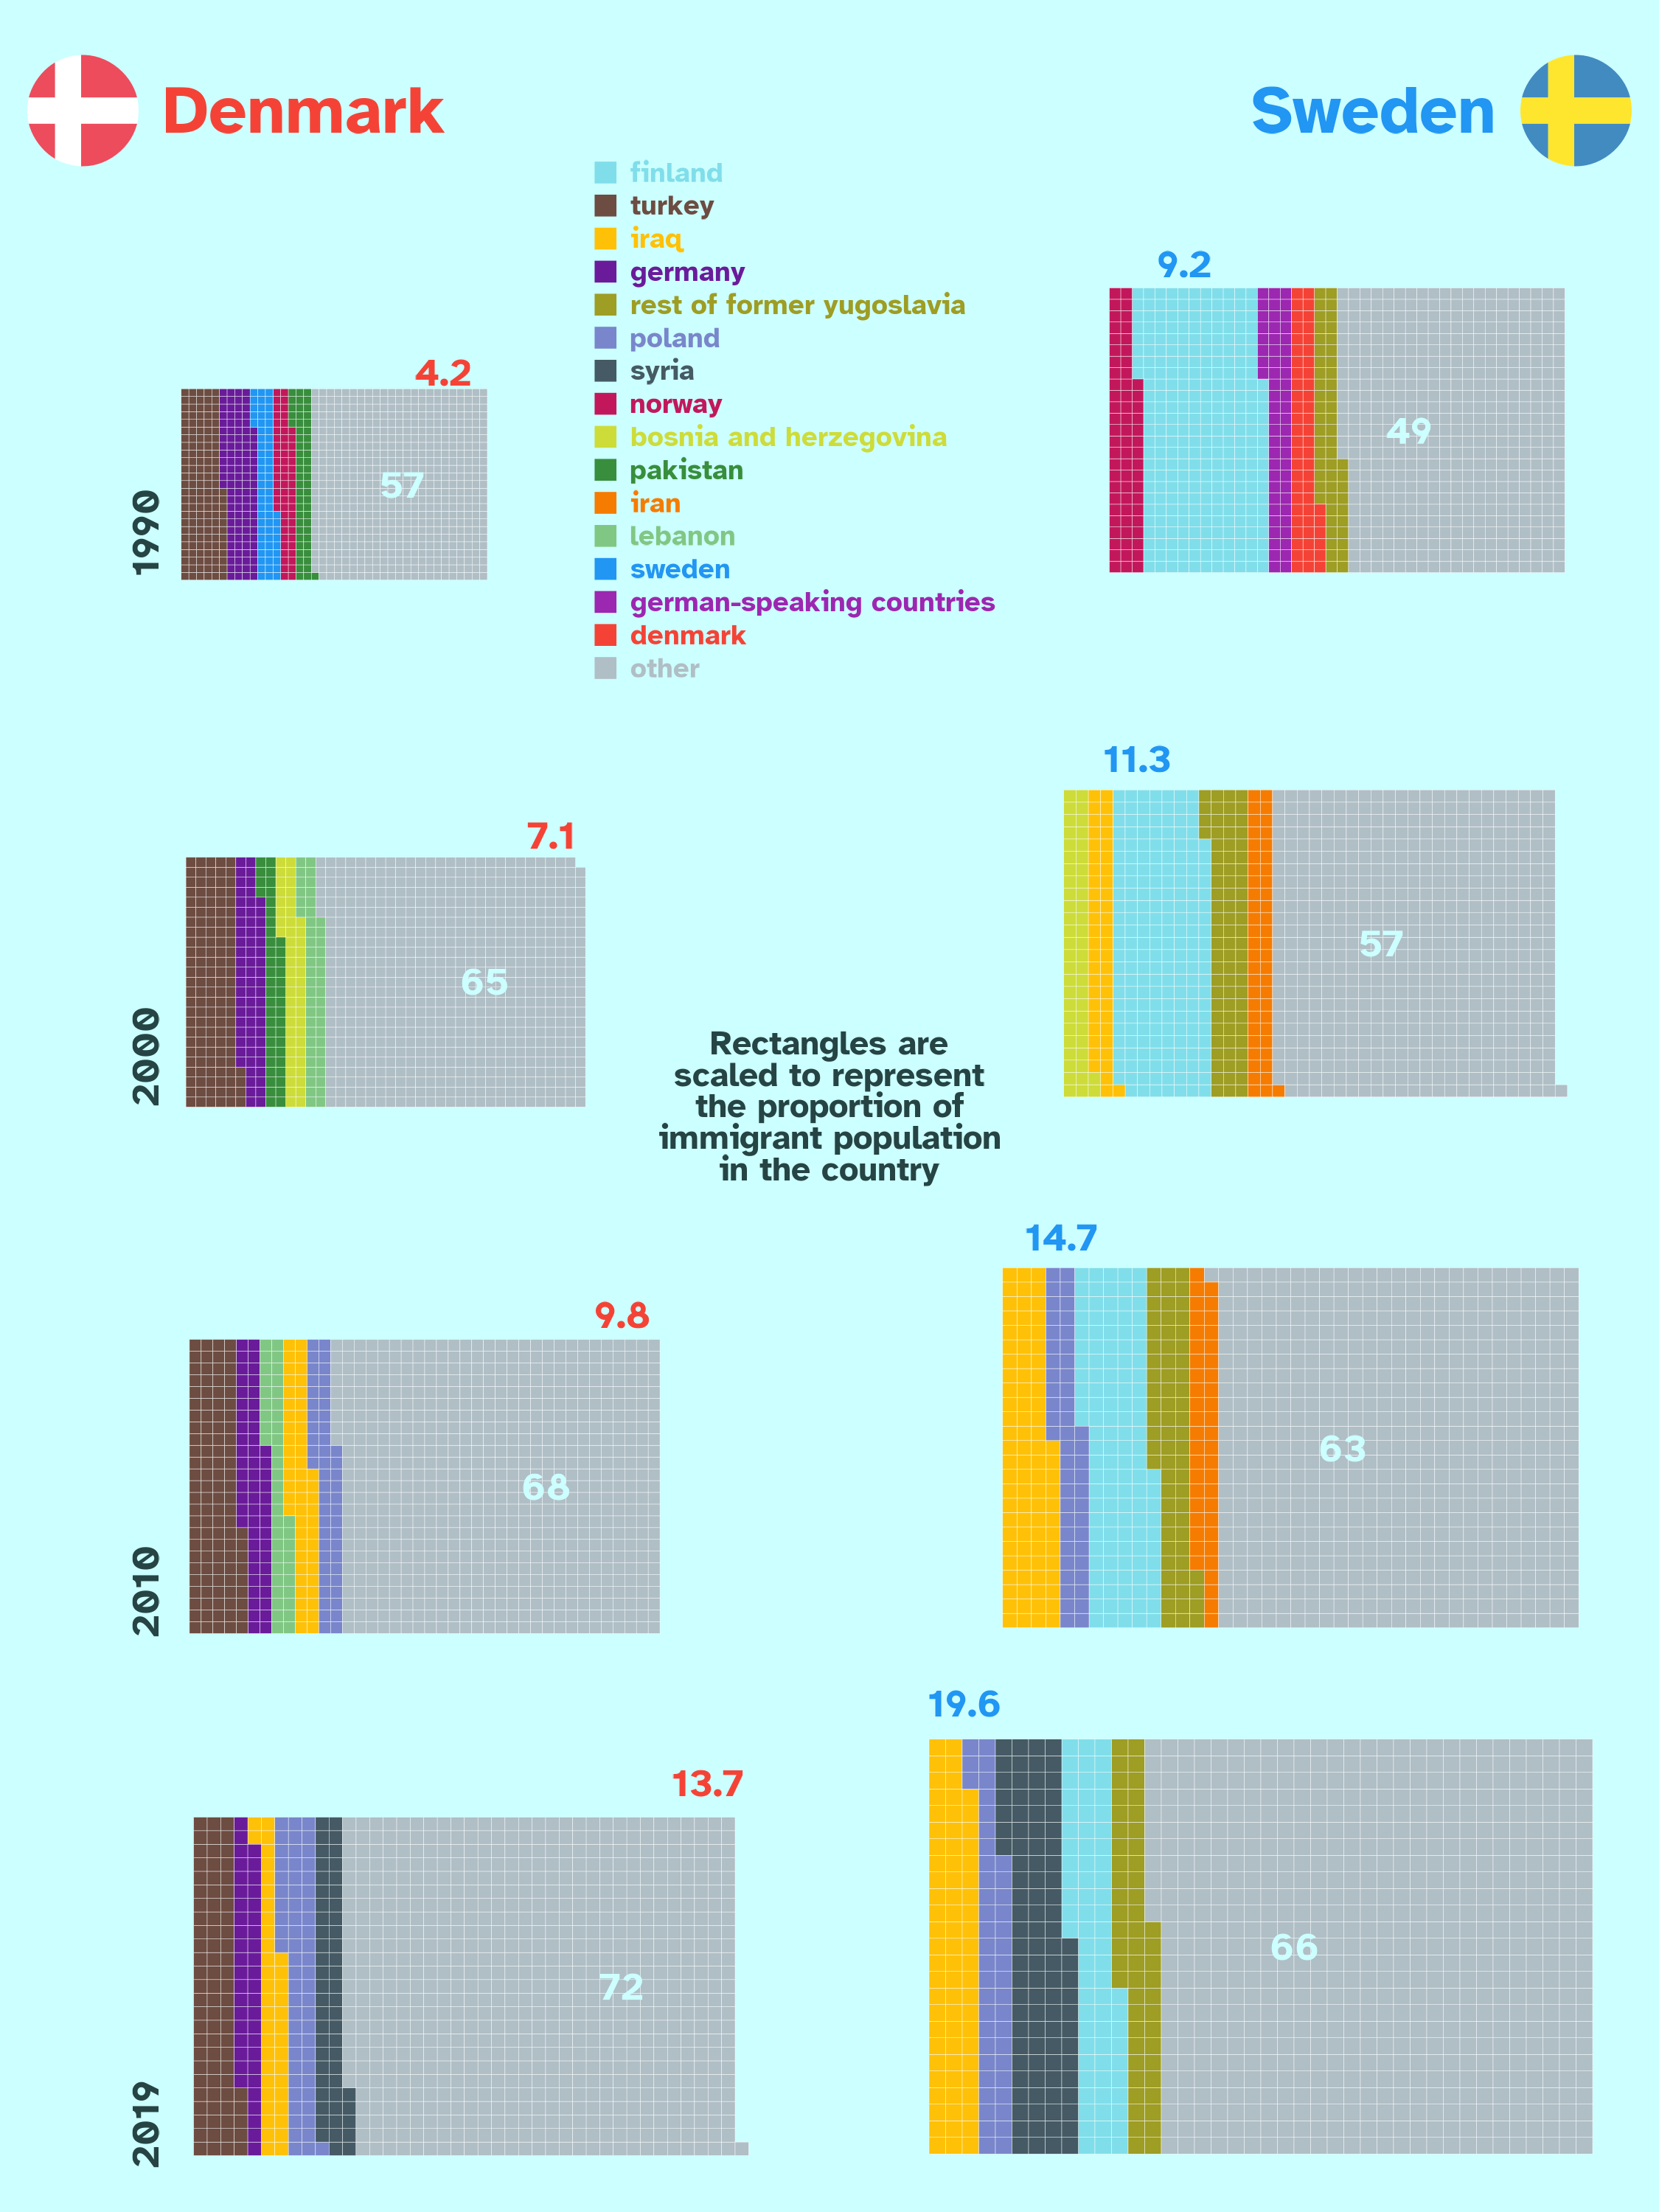 Denmark
Sweden
finland
turkey
iraq
germany
rest of former yugoslavia
poland
syria
norway
bosnia and herzegovina
pakistan
iran
lebanon
sweden
german-speaking countries
denmark
other
1990
4.2
57
9.2
49
2000
7.1
65
11.3
57
Rectangles are
scaled to represent
the proportion of
immigrant population
in the country
2010
9.8
68
14.7
63
2019
13.7
72
19.6
66